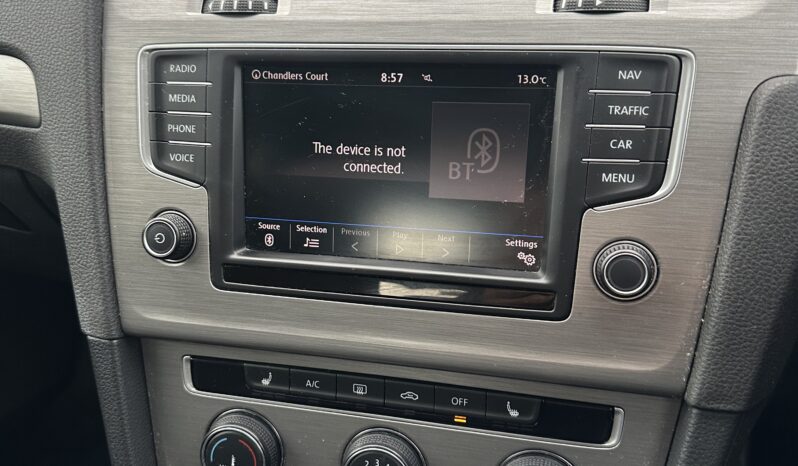 RADIO
MEDIA
PHONE
VOICE
Chandlers Court 8:57 13.0°C
The device is not
connected.
BT
Source Selection Previous Play Next Settings
NAV
TRAFFIC
CAR
MENU
A/C OFF